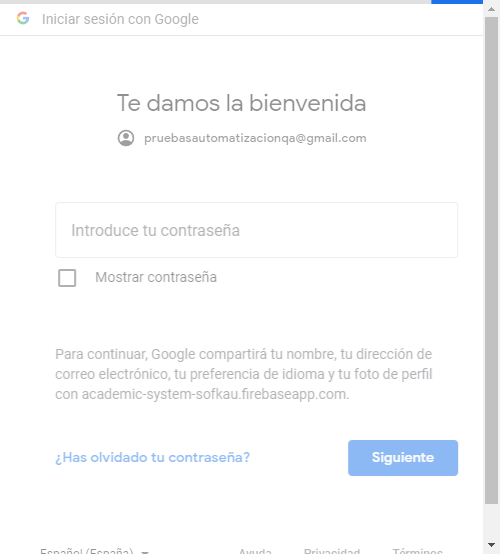 Iniciar sesión con Google
Te damos la bienvenida
pruebasautomatizacionqa@gmail.com
Introduce tu contraseña
Mostrar contraseña
Para continuar, Google compartirá tu nombre, tu dirección de
correo electrónico, tu preferencia de idioma y tu foto de perfil
con academic-system-sofkau.firebaseapp.com.
¿Has olvidado tu contraseña?
Siguiente
Español (España)
Ayuda
Privacidad
Términos